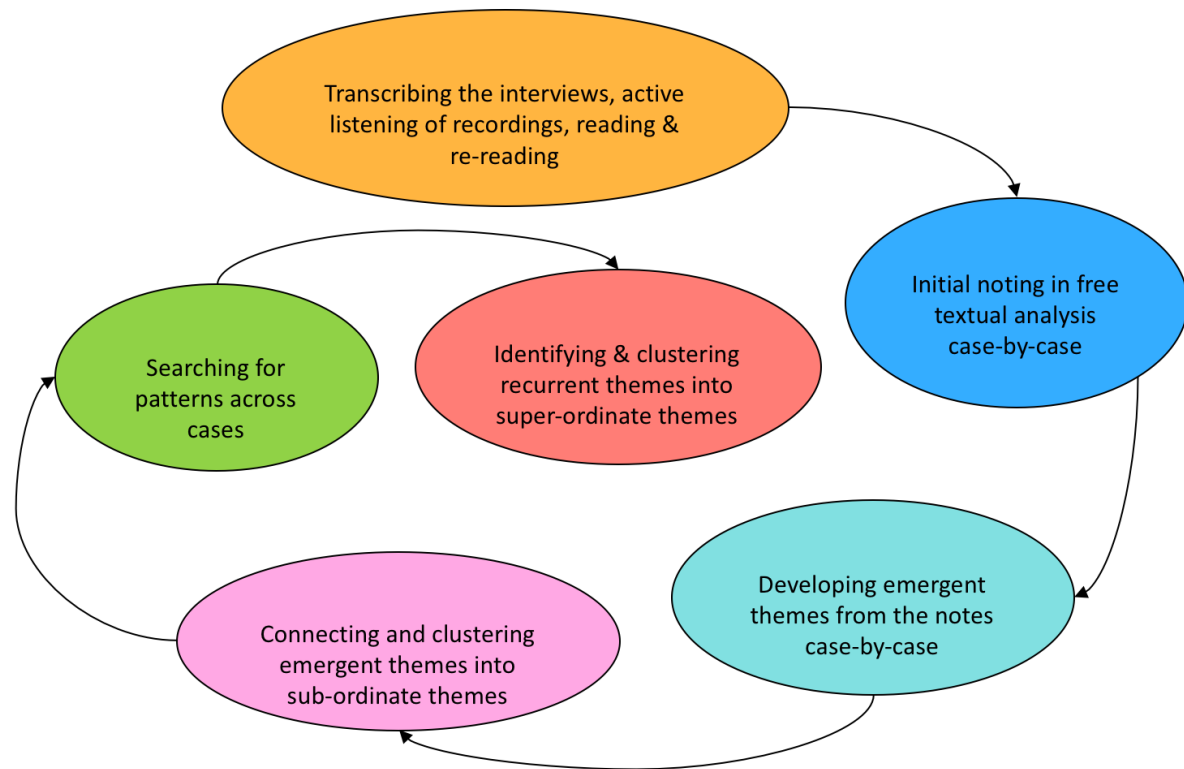 Transcribing the interviews, active
listening of recordings, reading &
re-reading
Initial noting in free
textual analysis
case-by-case
Developing emergent
themes from the notes
case-by-case
Connecting and clustering
emergent themes into
sub-ordinate themes
Searching for
patterns across
cases
Identifying & clustering
recurrent themes into
super-ordinate themes